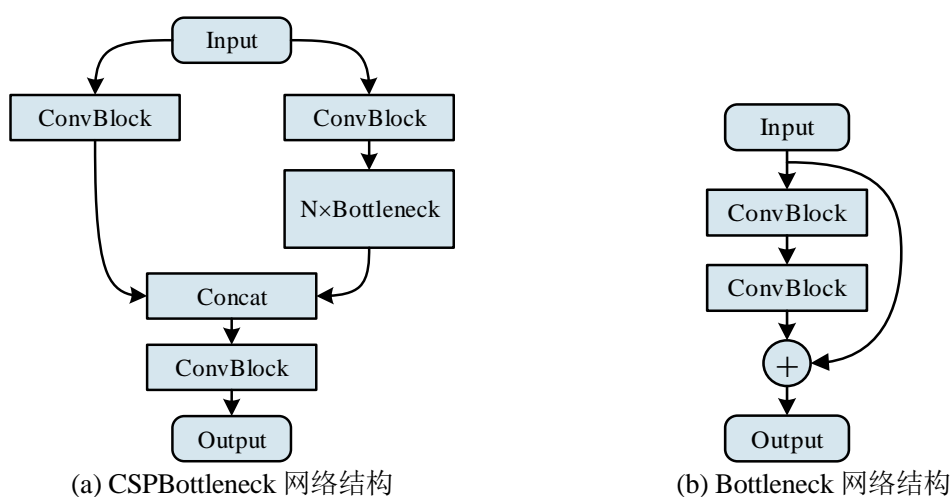 Input
ConvBlock
ConvBlock
N×Bottleneck
Concat
ConvBlock
Output
(a) CSPBottleneck 网络结构
Input
ConvBlock
ConvBlock
+
Output
(b) Bottleneck 网络结构